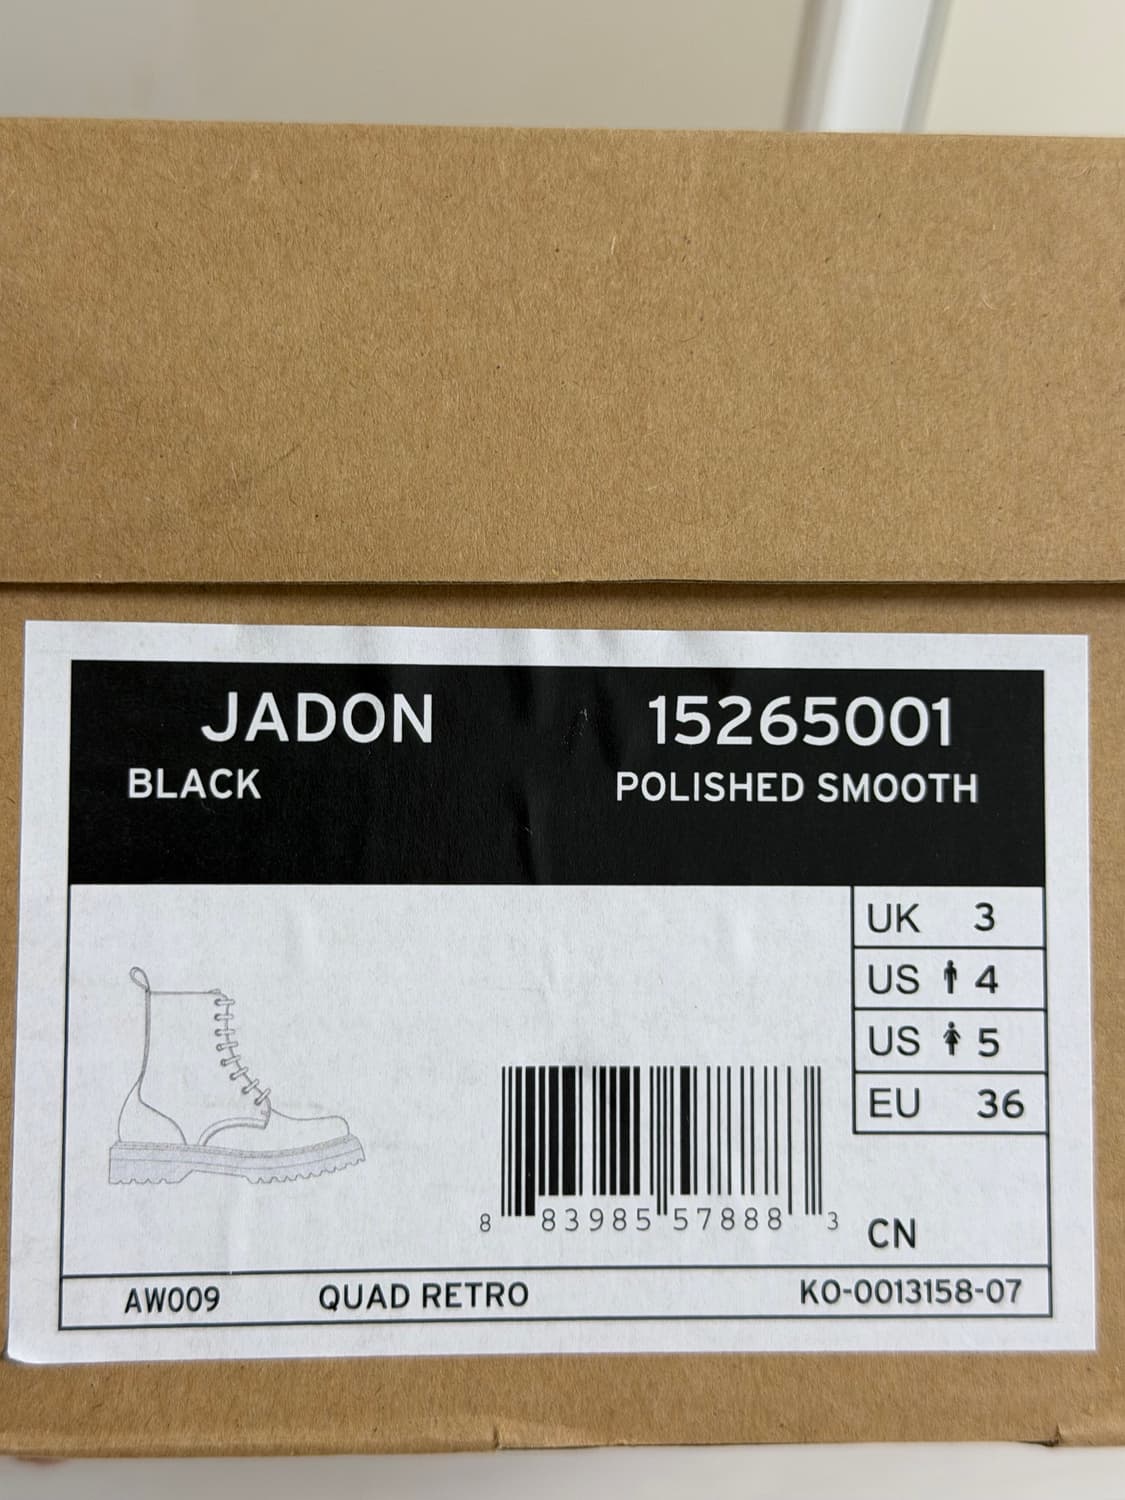 JADON 15265001
BLACK POLISHED SMOOTH
UK 3
US 4
US 5
EU 36
8 83985 57888 3
CN
AW009 QUAD RETRO KO-0013158-07